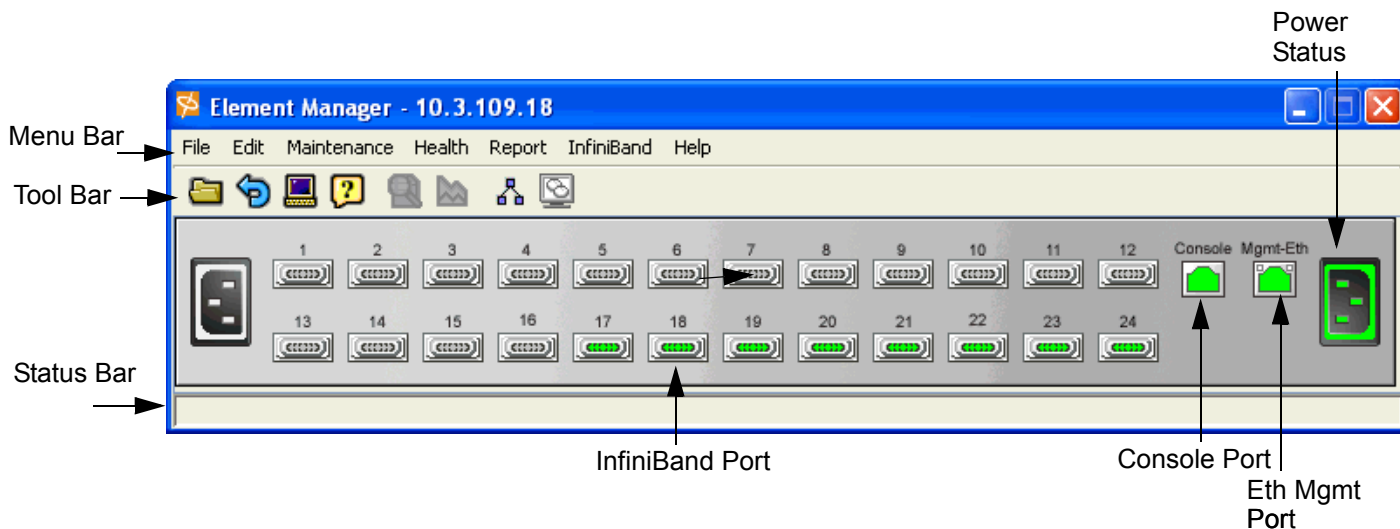 Power
Status
Element Manager - 10.3.109.18
Menu Bar
File Edit Maintenance Health Report InfiniBand Help
Tool Bar
1 2 3 4 5 6 7 8 9 10 11 12 Console Mgmt-Eth
13 14 15 16 17 18 19 20 21 22 23 24
Status Bar
InfiniBand Port
Console Port
Eth Mgmt
Port